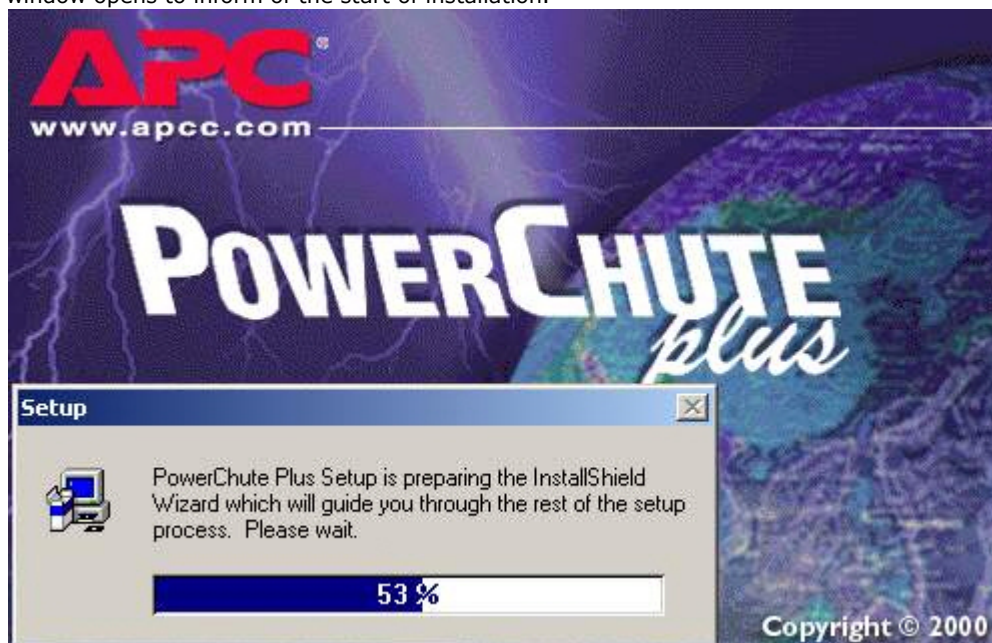 window opens to inform of the start of installation.
APC®
www.apcc.com
POWERCHUTE
plus
Setup
PowerChute Plus Setup is preparing the InstallShield
Wizard which will guide you through the rest of the setup
process. Please wait.
53 %
Copyright © 2000